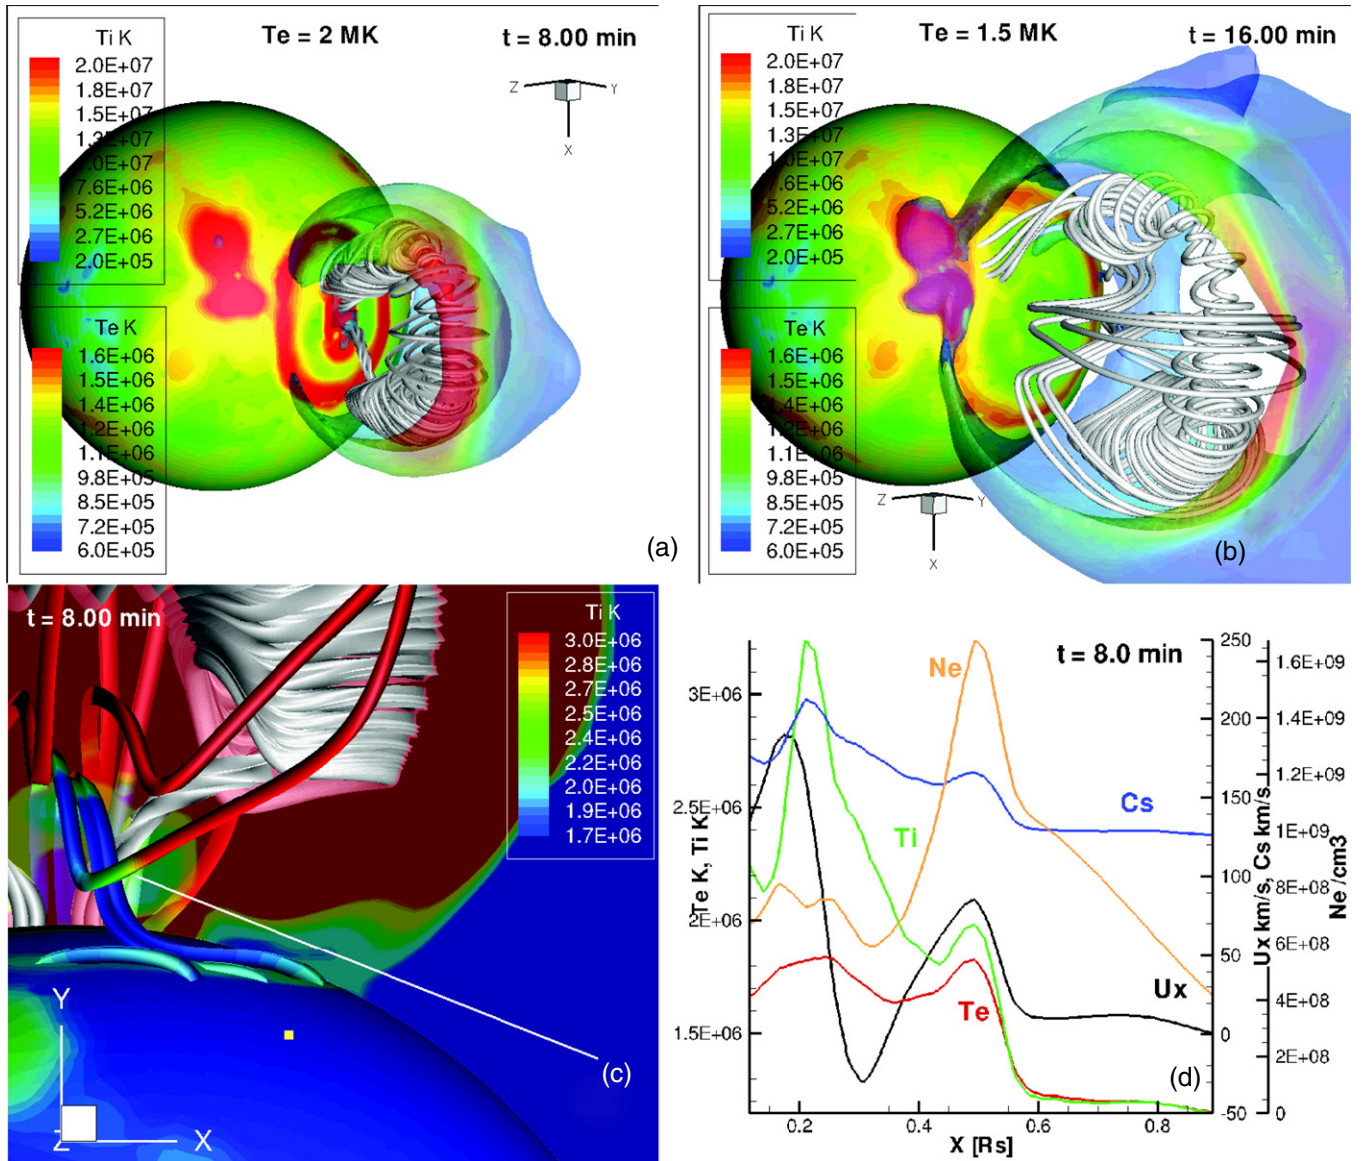 Ti K
Te = 2 MK
t = 8.00 min
2.0E+07
1.8E+07
1.5E+07
1.3E+07
1.0E+07
7.6E+06
5.2E+06
2.7E+06
2.0E+05
Z
Y
X
Te K
1.6E+06
1.5E+06
1.4E+06
1.2E+06
1.1E+06
9.8E+05
8.5E+05
7.2E+05
6.0E+05
(a)
Ti K
Te = 1.5 MK
t = 16.00 min
2.0E+07
1.8E+07
1.5E+07
1.3E+07
1.0E+07
7.6E+06
5.2E+06
2.7E+06
2.0E+05
Te K
1.6E+06
1.5E+06
1.4E+06
1.2E+06
1.1E+06
9.8E+05
8.5E+05
7.2E+05
6.0E+05
Z
Y
X
(b)
t = 8.00 min
Ti K
3.0E+06
2.8E+06
2.7E+06
2.5E+06
2.4E+06
2.2E+06
2.0E+06
1.9E+06
1.7E+06
Y
Z
X
(c)
t = 8.0 min
Ne
Cs
Ti
Ux
Te
Te K, Ti K
3E+06
2.5E+06
2E+06
1.5E+06
0.2
0.4
0.6
0.8
X [Rs]
250
200
150
100
50
0
-50
Ux km/s, Cs km/s
1.6E+09
1.4E+09
1.2E+09
1E+09
8E+08
6E+08
4E+08
2E+08
0
Ne /cm3
(d)